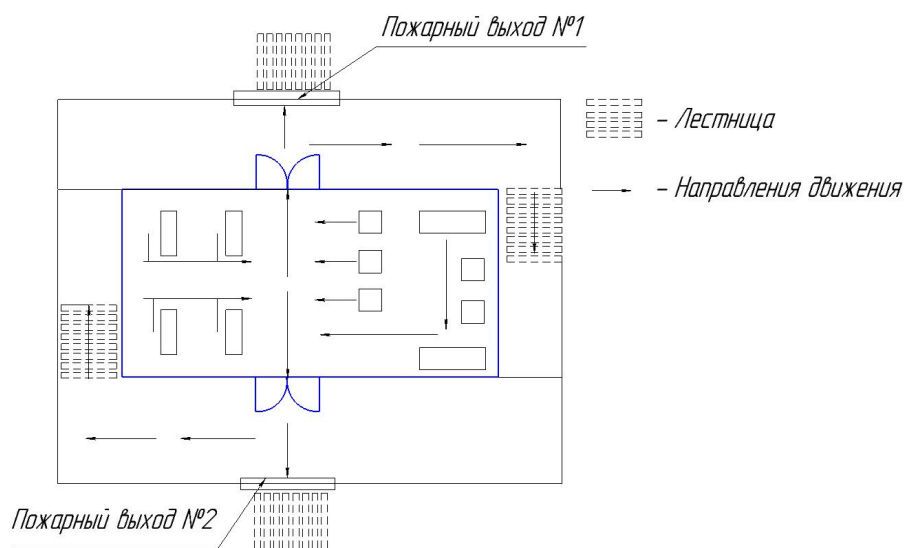 Пожарный выход №1
– Лестница
– Направления движения
Пожарный выход №2